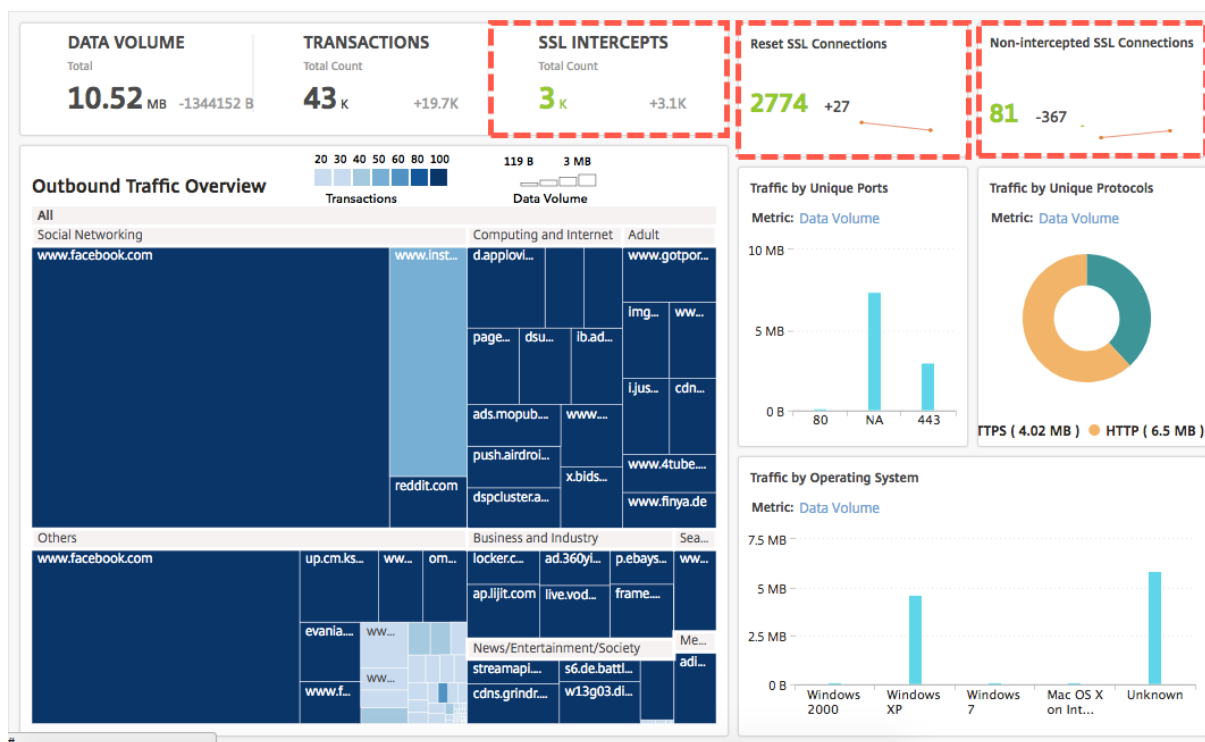 DATA VOLUME
Total
10.52 MB -1344152 B
TRANSACTIONS
Total Count
43 K +19.7K
SSL INTERCEPTS
Total Count
3 K +3.1K
Reset SSL Connections
2774 +27
Non-intercepted SSL Connections
81 -367
Outbound Traffic Overview
20 30 40 50 60 80 100
Transactions
119 B 3 MB
Data Volume
All
Social Networking
www.facebook.com
www.inst...
reddit.com
Computing and Internet
d.applovi...
page...
dsu...
ib.ad...
ads.mopub....
www....
push.airdroi...
x.bids...
dspcluster.a...
Adult
www.gotpor...
img...
ww...
i.jus...
cdn...
www.4tube....
www.finya.de
Others
www.facebook.com
up.cm.ks...
ww...
om...
evania....
ww...
ww...
www.f...
Business and Industry
locker.c...
ad.360yi...
p.ebays...
ap.lijit.com
live.vod...
frame....
Sea...
ww...
News/Entertainment/Society
streamapi....
s6.de.battl...
cdns.grindr....
w13g03.di...
Me...
adi...
Traffic by Unique Ports
Metric: Data Volume
10 MB
5 MB
0 B
80 NA 443
Traffic by Unique Protocols
Metric: Data Volume
TTPS ( 4.02 MB ) HTTP ( 6.5 MB )
Traffic by Operating System
Metric: Data Volume
7.5 MB
5 MB
2.5 MB
0 B
Windows 2000
Windows XP
Windows 7
Mac OS X on Int...
Unknown